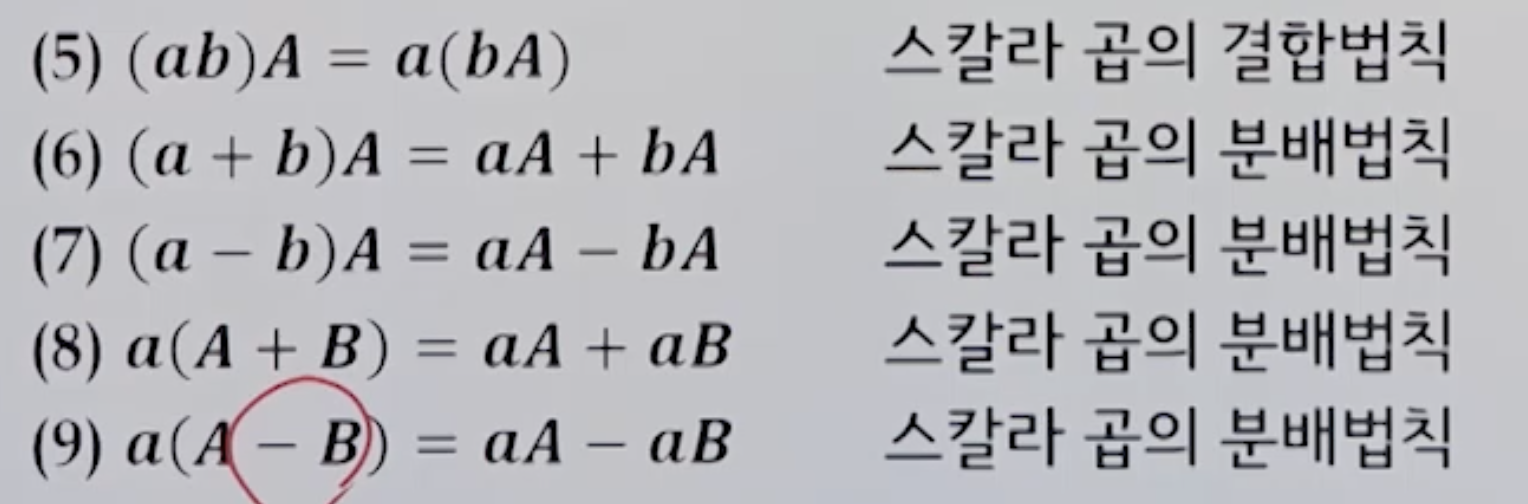 (5) (ab)A = a(bA) 스칼라 곱의 결합법칙
(6) (a + b)A = aA + bA 스칼라 곱의 분배법칙
(7) (a − b)A = aA − bA 스칼라 곱의 분배법칙
(8) a(A + B) = aA + aB 스칼라 곱의 분배법칙
(9) a(A − B) = aA − aB 스칼라 곱의 분배법칙